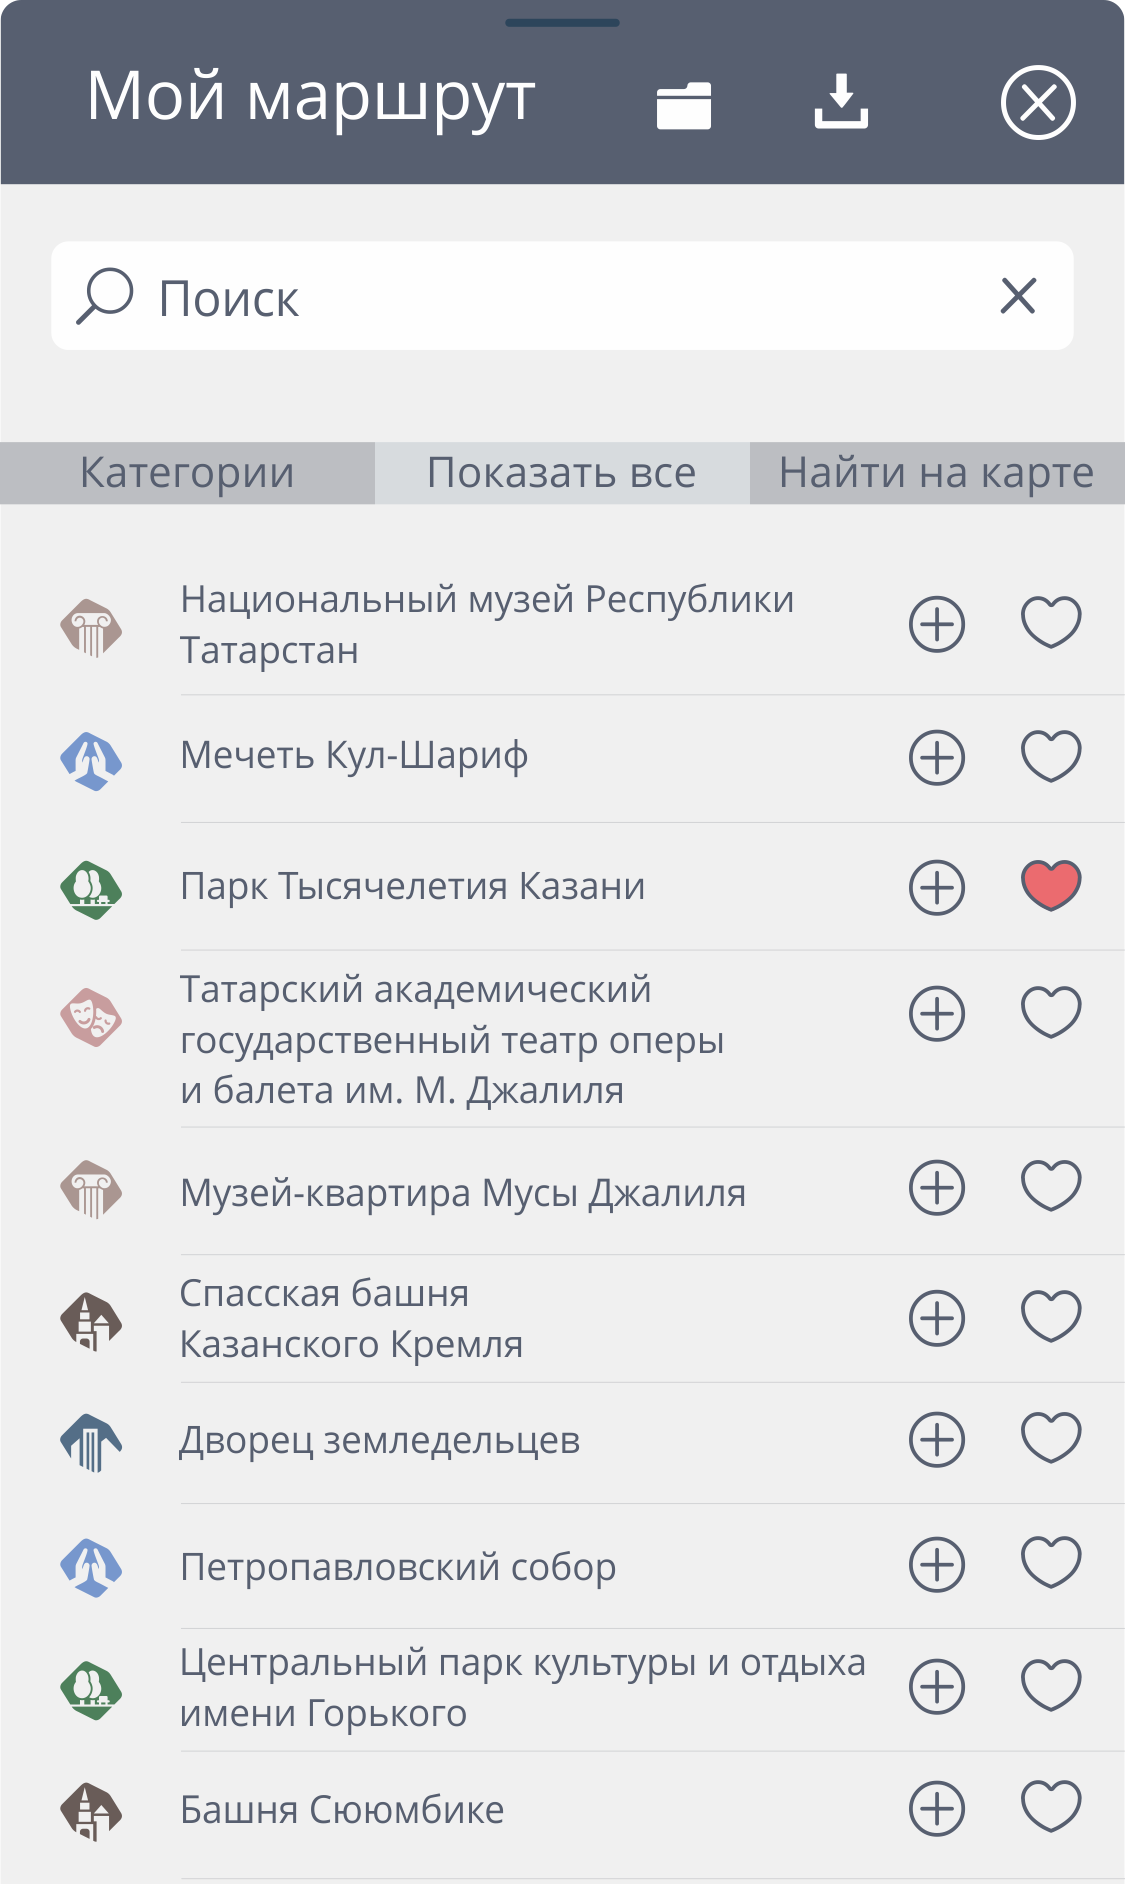 Мой маршрут
Поиск
Категории
Показать все
Найти на карте
Национальный музей Республики
Татарстан
Мечеть Кул-Шариф
Парк Тысячелетия Казани
Татарский академический
государственный театр оперы
и балета им. М. Джалиля
Музей-квартира Мусы Джалиля
Спасская башня
Казанского Кремля
Дворец земледельцев
Петропавловский собор
Центральный парк культуры и отдыха
имени Горького
Башня Сююмбике